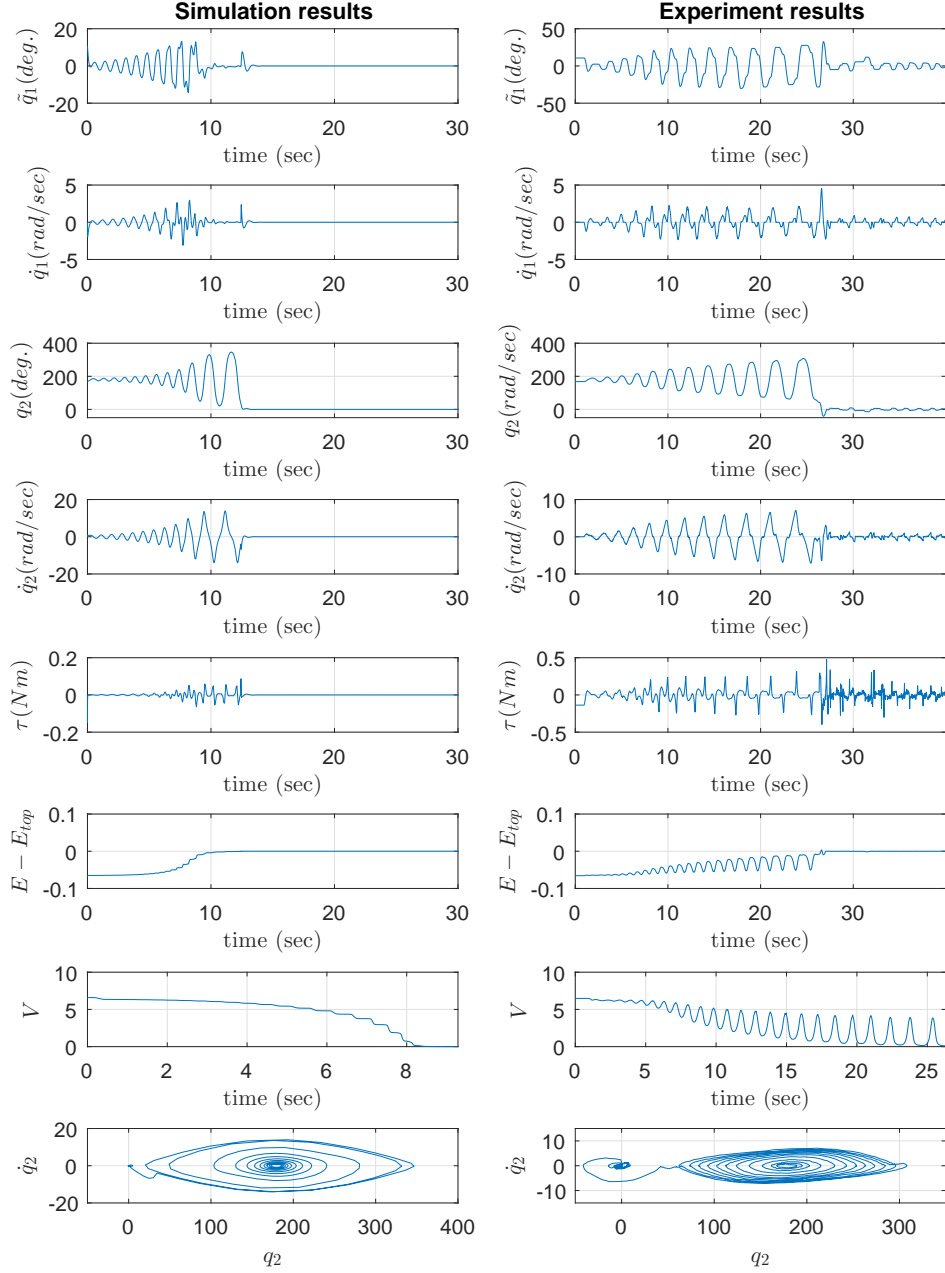 Simulation results
20
0
-20
q̃₁(deg.)
0 10 20 30
time (sec)
5
0
-5
q̇₁(rad/sec)
0 10 20 30
time (sec)
400
200
0
q₂(deg.)
0 10 20 30
time (sec)
20
0
-20
q̇₂(rad/sec)
0 10 20 30
time (sec)
0.2
0
-0.2
τ(Nm)
0 10 20 30
time (sec)
0.1
0
-0.1
E − E_top
0 10 20 30
time (sec)
10
5
0
V
0 2 4 6 8
time (sec)
20
0
-20
q̇₂
0 100 200 300 400
q₂
Experiment results
50
0
-50
q̃₁(deg.)
0 10 20 30
time (sec)
5
0
-5
q̇₁(rad/sec)
0 10 20 30
time (sec)
400
200
0
q₂(rad/sec)
0 10 20 30
time (sec)
10
0
-10
q̇₂(rad/sec)
0 10 20 30
time (sec)
0.5
0
-0.5
τ(Nm)
0 10 20 30
time (sec)
0.1
0
-0.1
E − E_top
0 10 20 30
time (sec)
10
5
0
V
0 5 10 15 20 25
time (sec)
10
0
-10
q̇₂
0 100 200 300
q₂